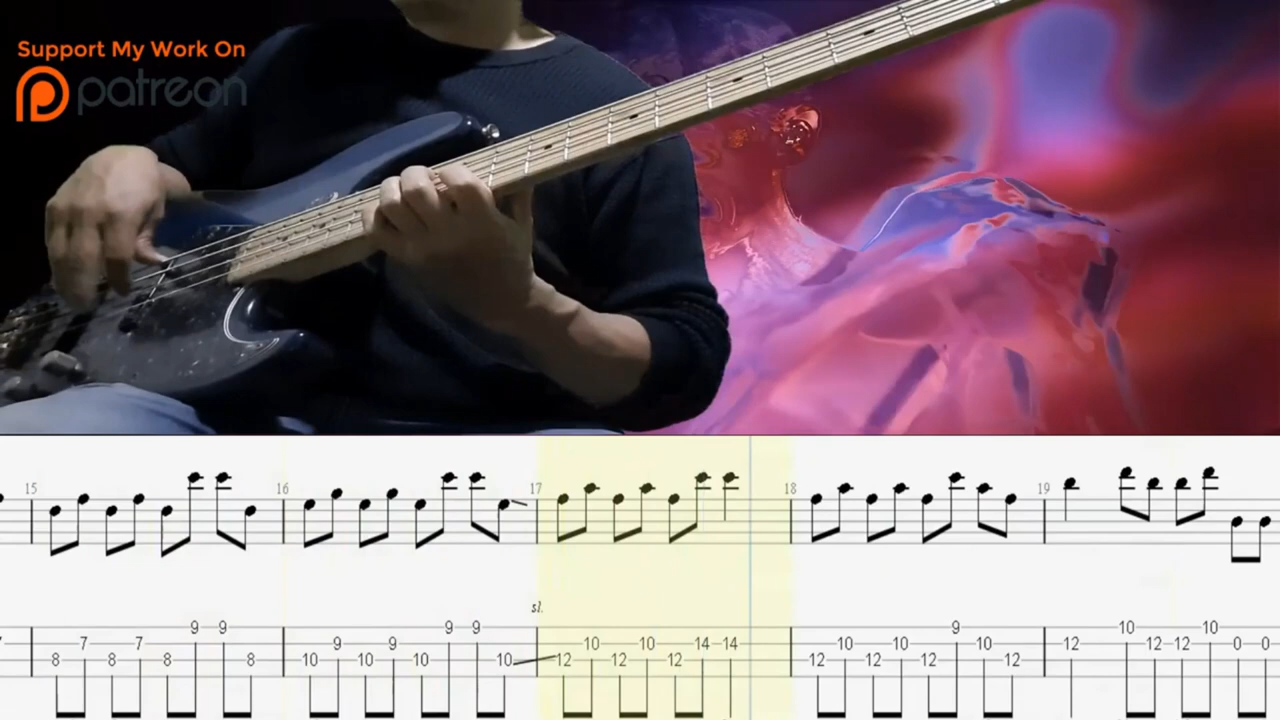 Support My Work On
patreon
15 16 17 18 19
sl.
9 9 9 9 9 10
7 7 7 9 9 10 10 14 14 10 10 10 12 12 12 10 0 0
8 8 8 8 10 10 10 10 12 12 12 12 12 12 12